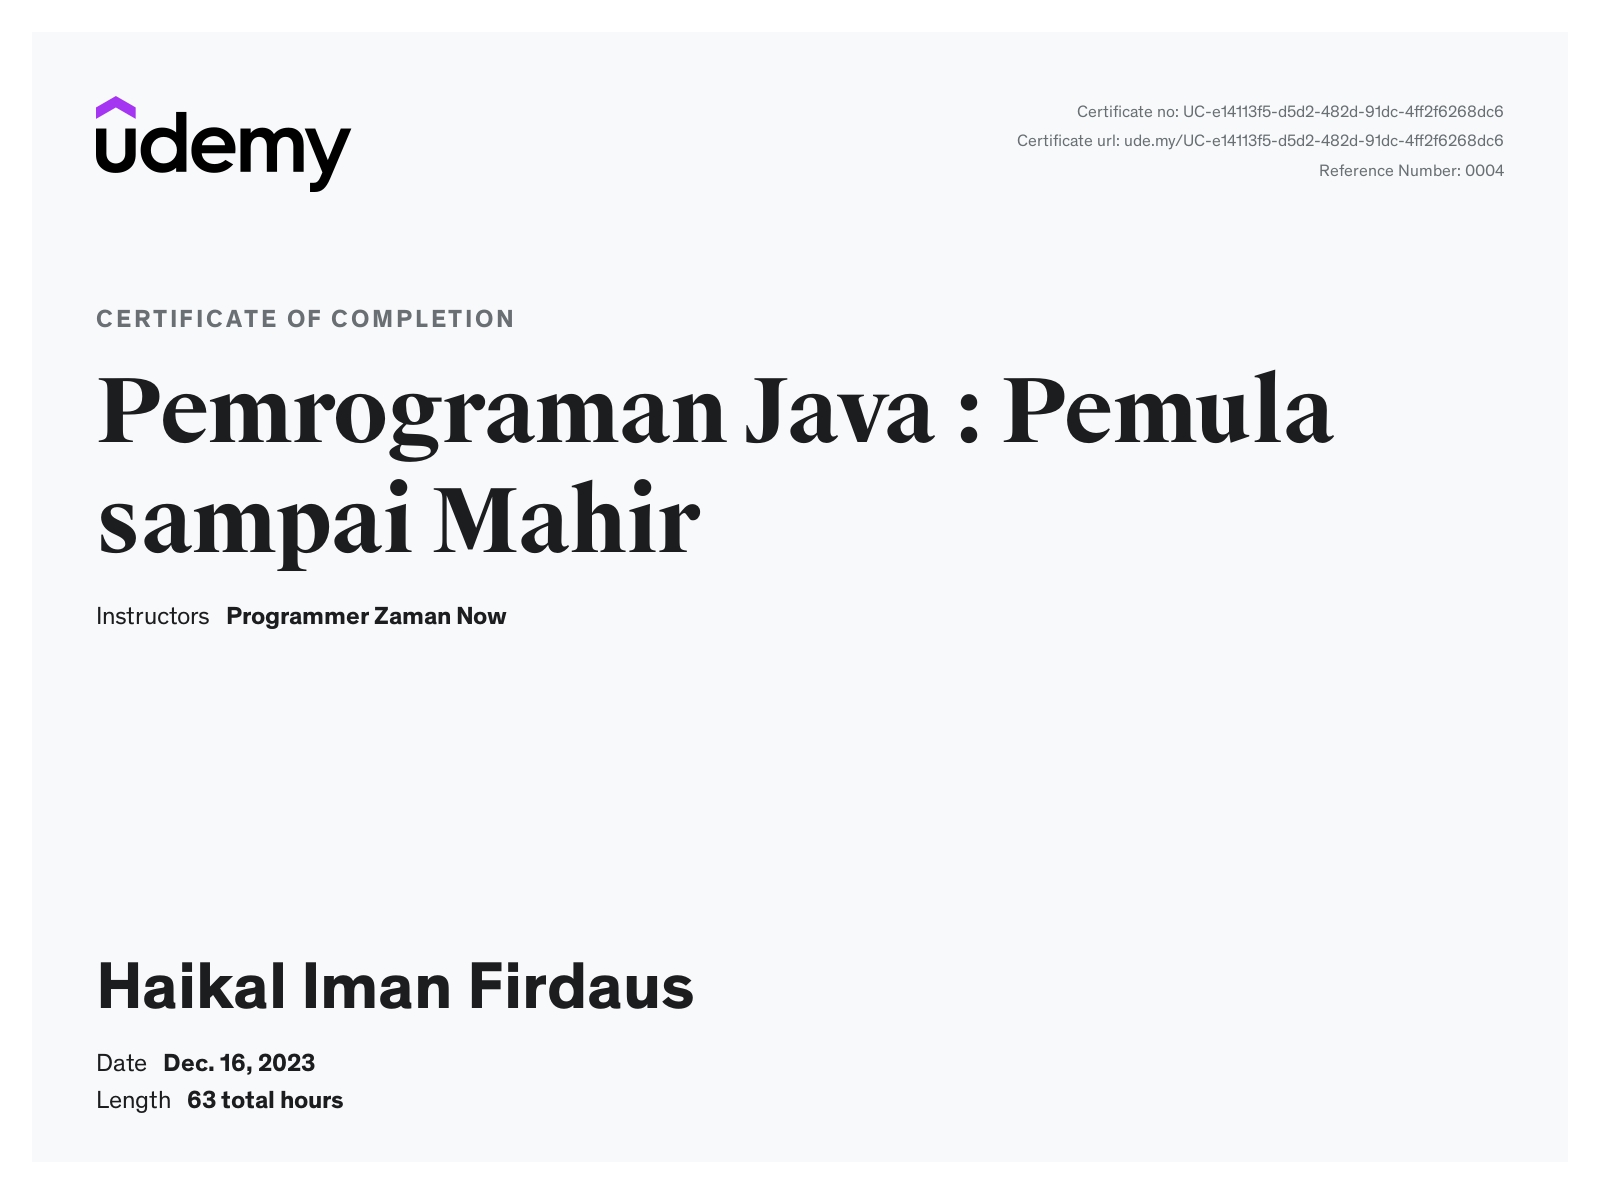 udemy
Certificate no: UC-e14113f5-d5d2-482d-91dc-4ff2f6268dc6
Certificate url: ude.my/UC-e14113f5-d5d2-482d-91dc-4ff2f6268dc6
Reference Number: 0004
CERTIFICATE OF COMPLETION
Pemrograman Java : Pemula
sampai Mahir
Instructors Programmer Zaman Now
Haikal Iman Firdaus
Date Dec. 16, 2023
Length 63 total hours